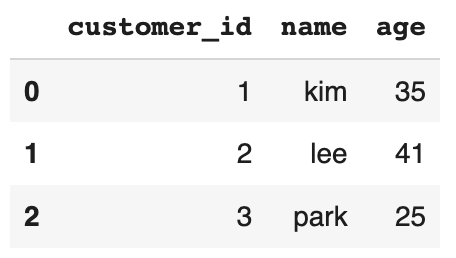 customer_id name age
0 1 kim 35
1 2 lee 41
2 3 park 25